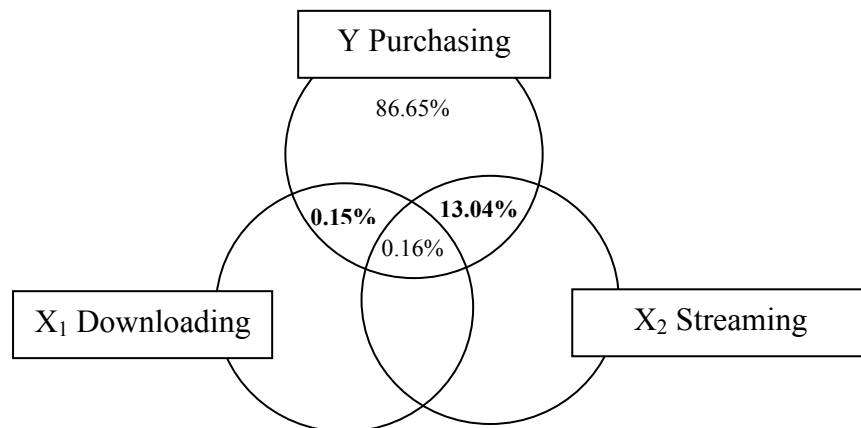 Y Purchasing
86.65%
0.15%
13.04%
0.16%
X₁ Downloading
X₂ Streaming